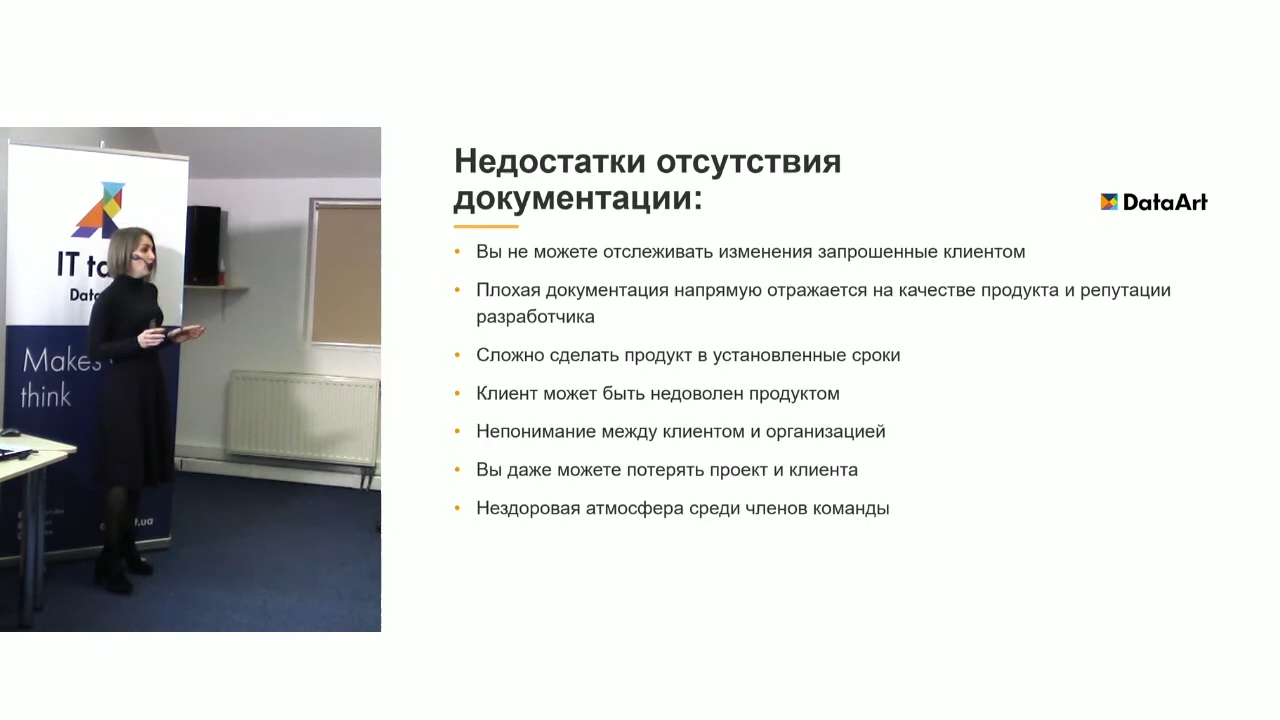 IT
Makes
think
Недостатки отсутствия
документации:
DataArt
• Вы не можете отслеживать изменения запрошенные клиентом
• Плохая документация напрямую отражается на качестве продукта и репутации
разработчика
• Сложно сделать продукт в установленные сроки
• Клиент может быть недоволен продуктом
• Непонимание между клиентом и организацией
• Вы даже можете потерять проект и клиента
• Нездоровая атмосфера среди членов команды